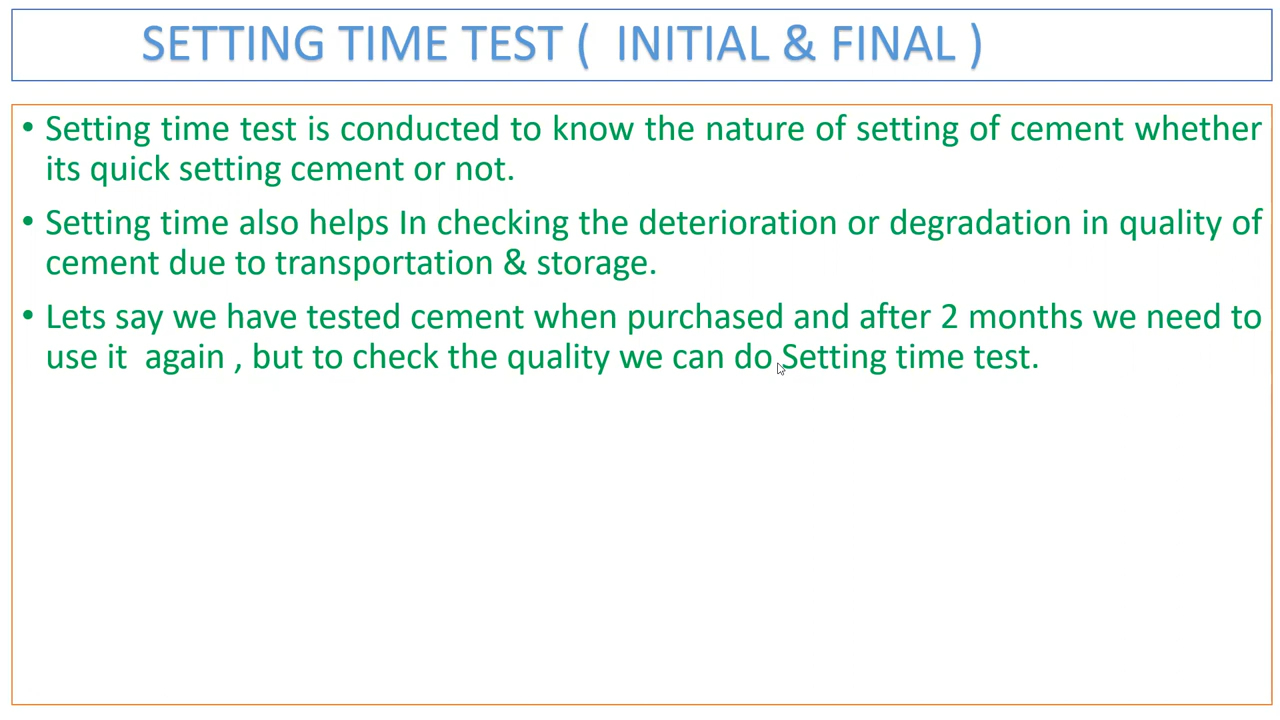 SETTING TIME TEST (  INITIAL & FINAL )
• Setting time test is conducted to know the nature of setting of cement whether
its quick setting cement or not.
• Setting time also helps In checking the deterioration or degradation in quality of
cement due to transportation & storage.
• Lets say we have tested cement when purchased and after 2 months we need to
use it  again , but to check the quality we can do Setting time test.